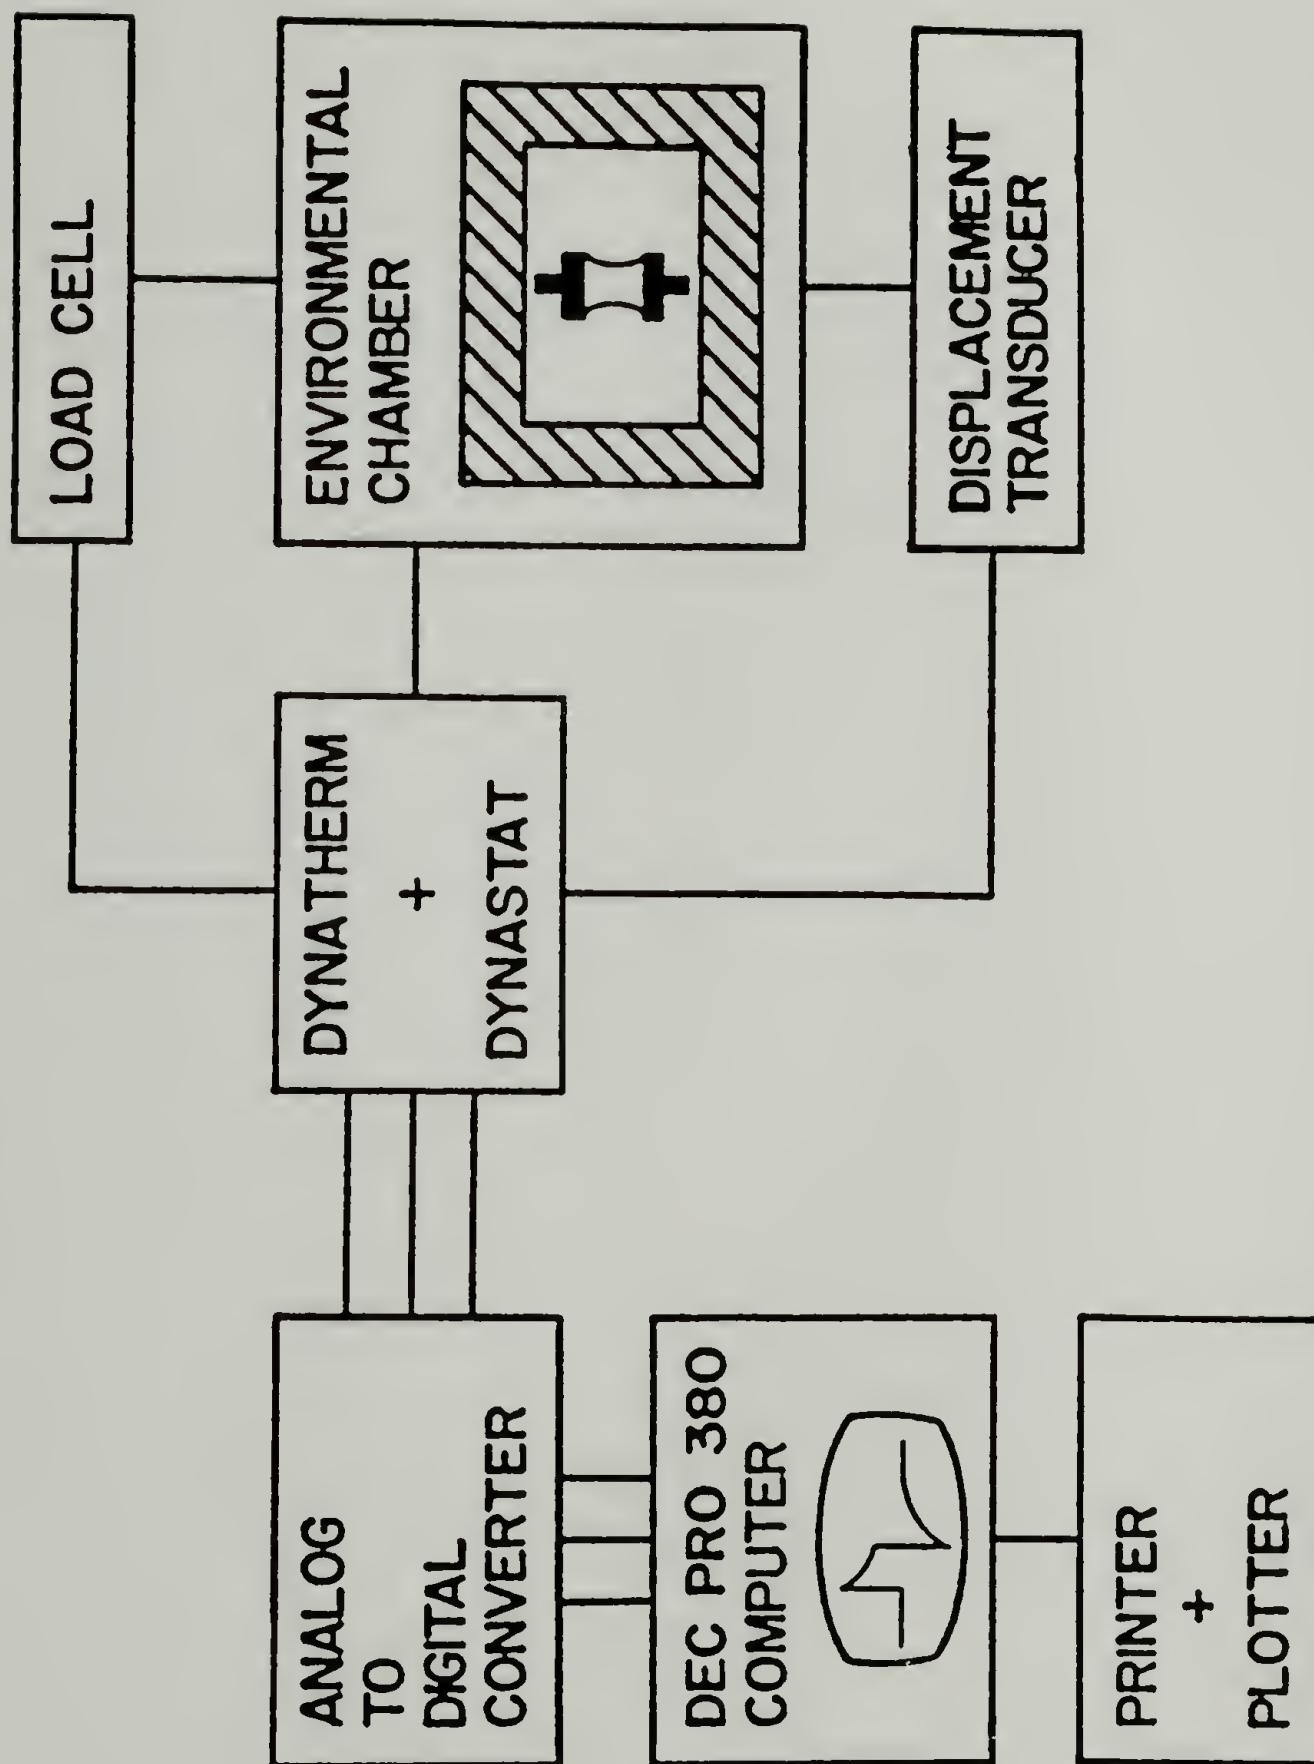 LOAD CELL
ENVIRONMENTAL
CHAMBER
DISPLACEMENT
TRANSDUCER
DYNATHERM
+
DYNASTAT
ANALOG
TO
DIGITAL
CONVERTER
DEC PRO 380
COMPUTER
PRINTER
+
PLOTTER